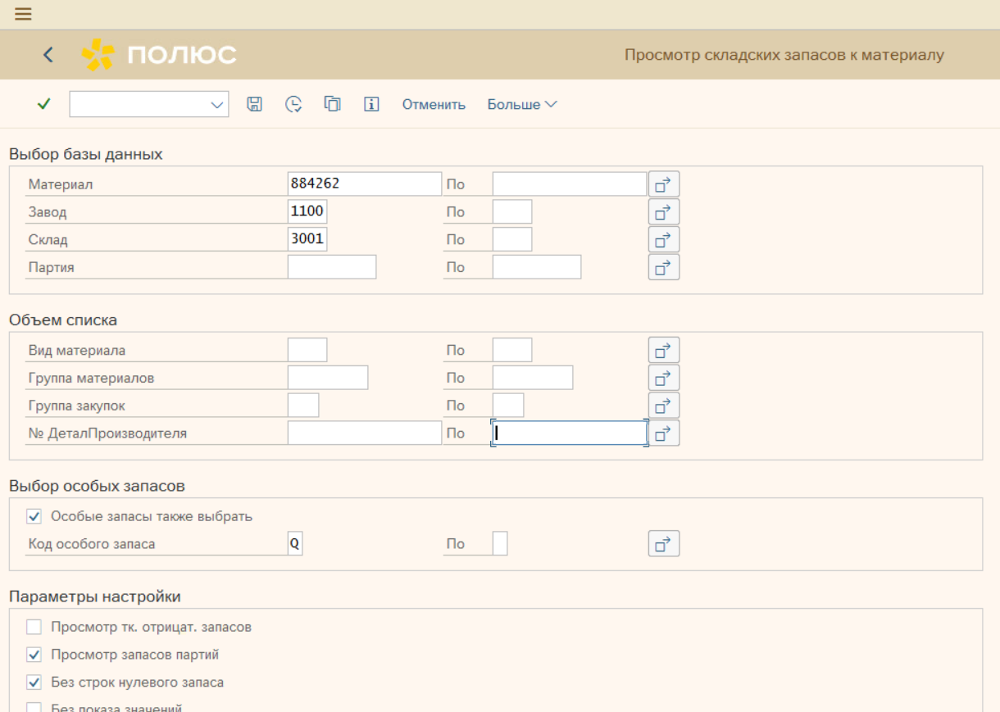 ПОЛЮС
Просмотр складских запасов к материалу
Отменить Больше
Выбор базы данных
Материал 884262 По
Завод 1100 По
Склад 3001 По
Партия По
Объем списка
Вид материала По
Группа материалов По
Группа закупок По
№ ДеталПроизводителя По
Выбор особых запасов
Особые запасы также выбрать
Код особого запаса Q По
Параметры настройки
Просмотр тк. отрицат. запасов
Просмотр запасов партий
Без строк нулевого запаса
Без показа значений